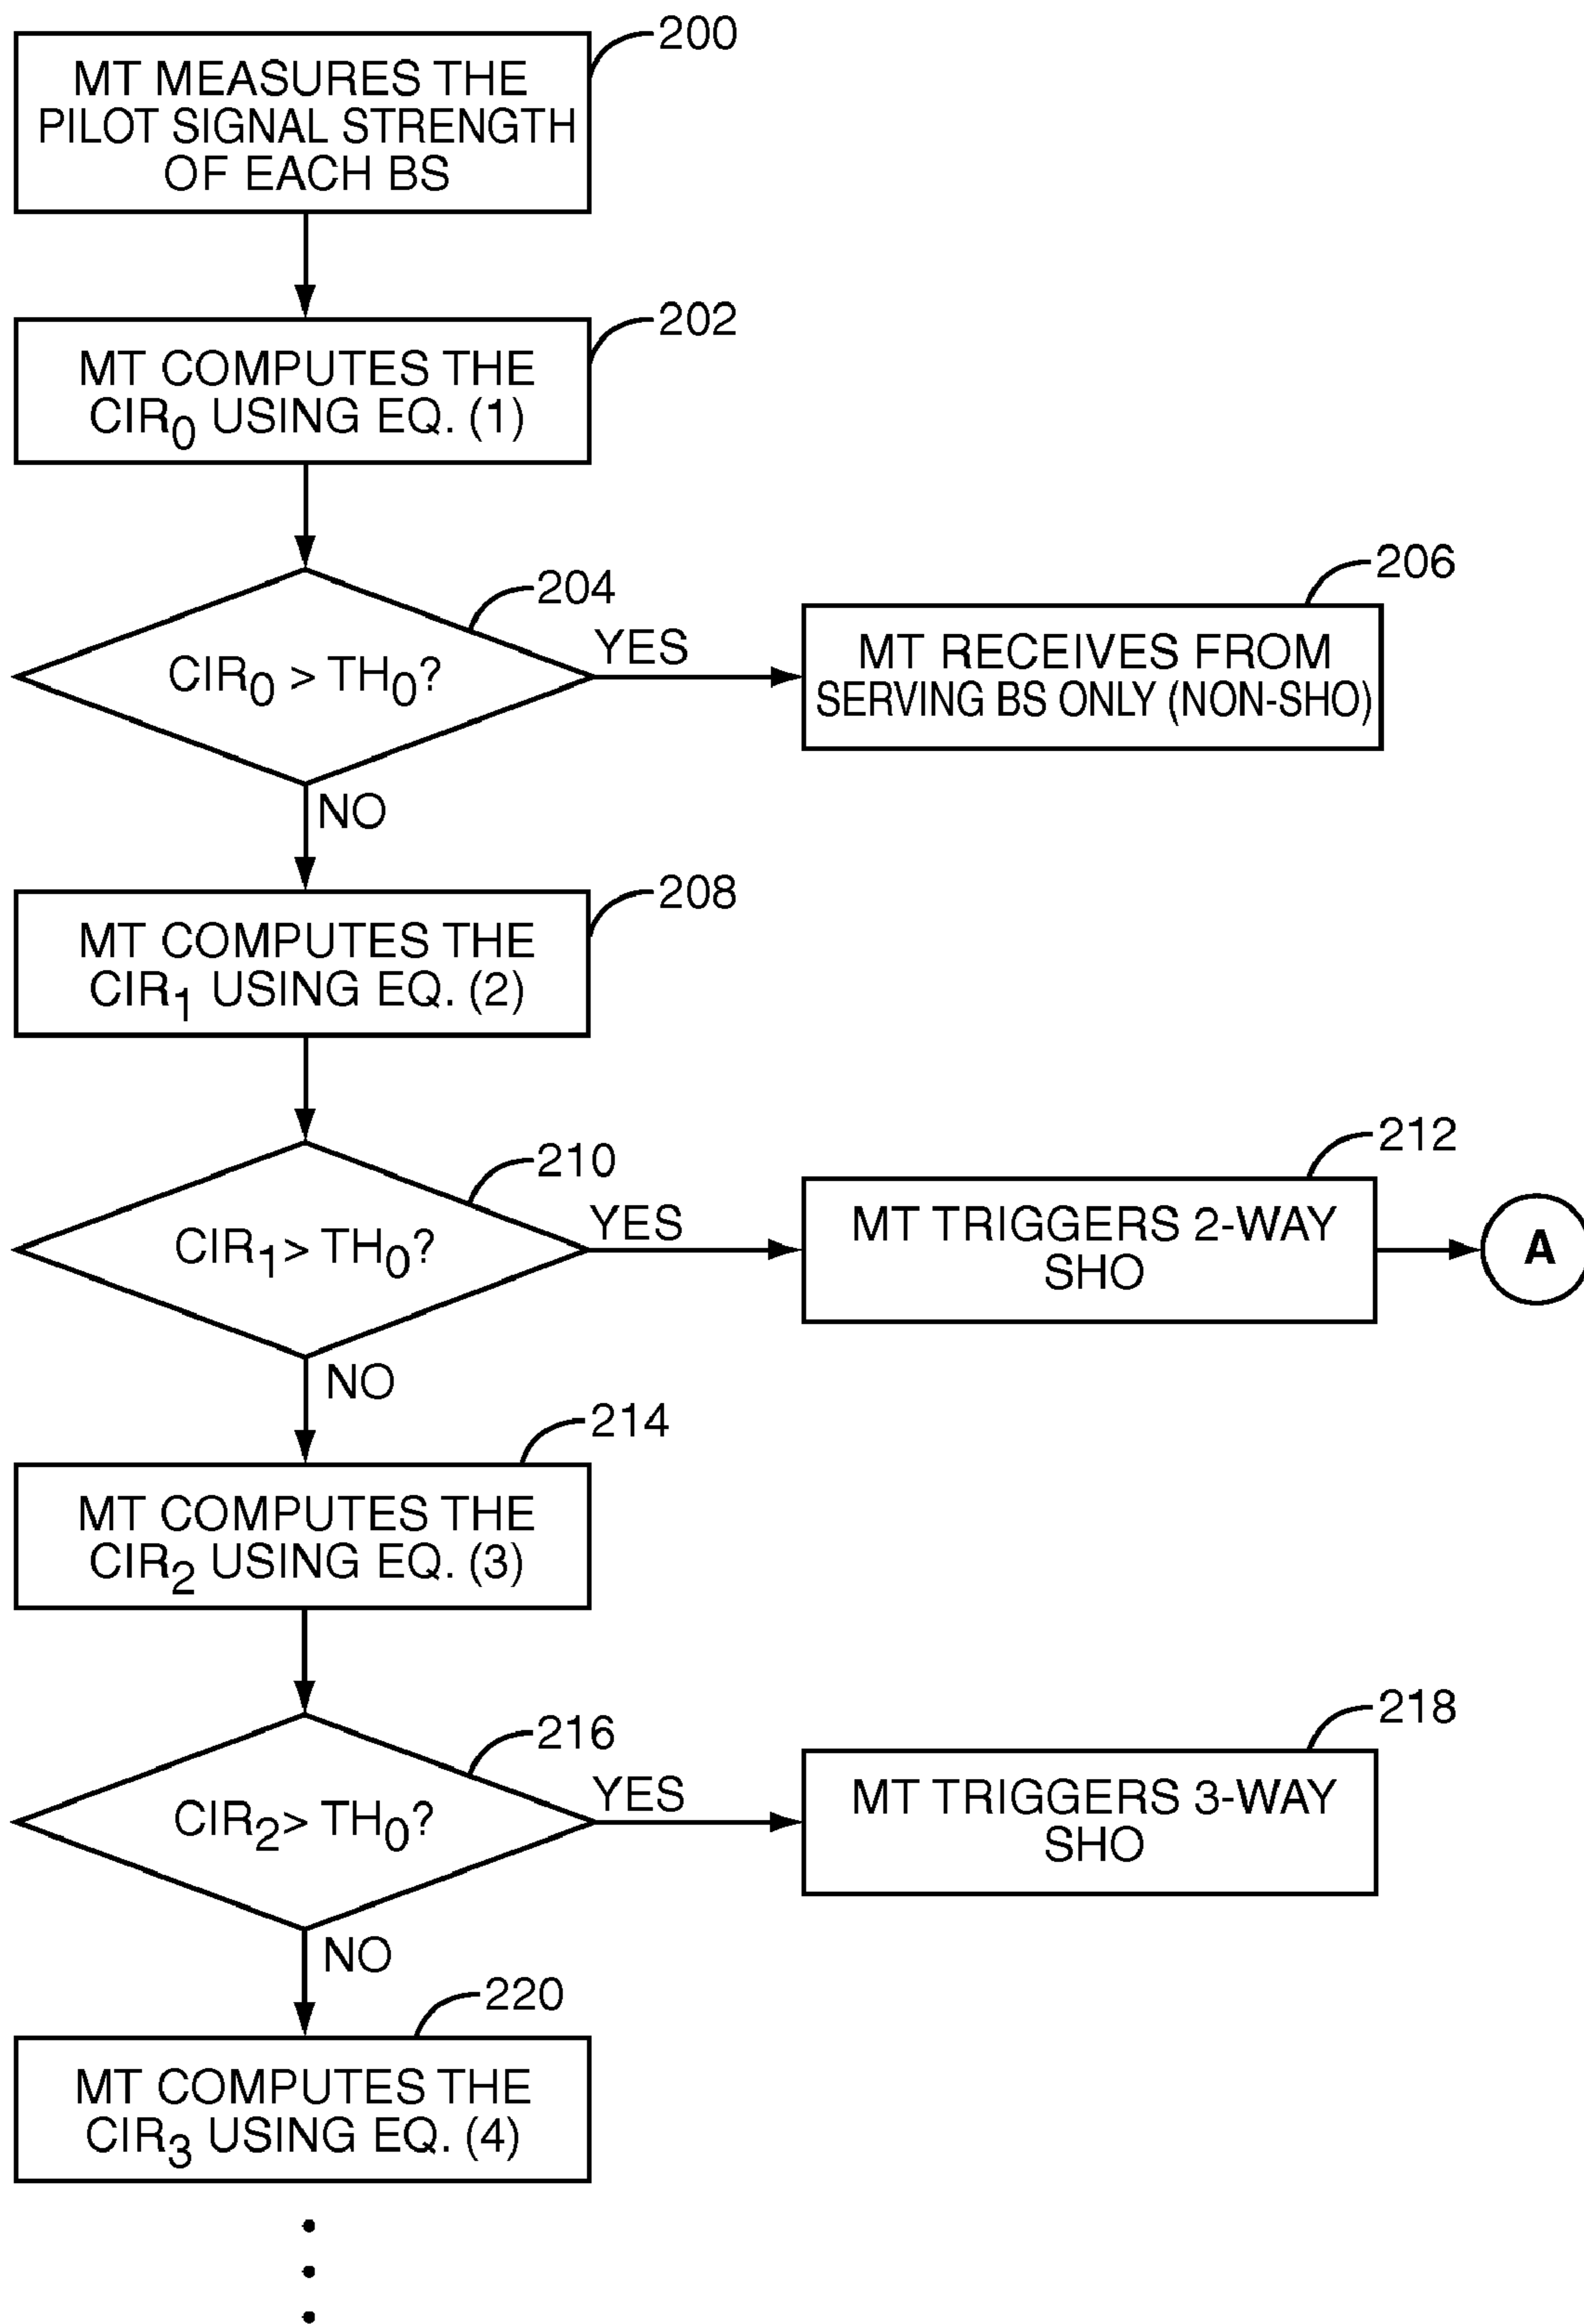 200
MT MEASURES THE
PILOT SIGNAL STRENGTH
OF EACH BS
202
MT COMPUTES THE
CIR0 USING EQ. (1)
204
CIR0 > TH0?
YES
206
MT RECEIVES FROM
SERVING BS ONLY (NON-SHO)
NO
208
MT COMPUTES THE
CIR1 USING EQ. (2)
210
CIR1> TH0?
YES
212
MT TRIGGERS 2-WAY
SHO
A
NO
214
MT COMPUTES THE
CIR2 USING EQ. (3)
216
CIR2> TH0?
YES
218
MT TRIGGERS 3-WAY
SHO
NO
220
MT COMPUTES THE
CIR3 USING EQ. (4)